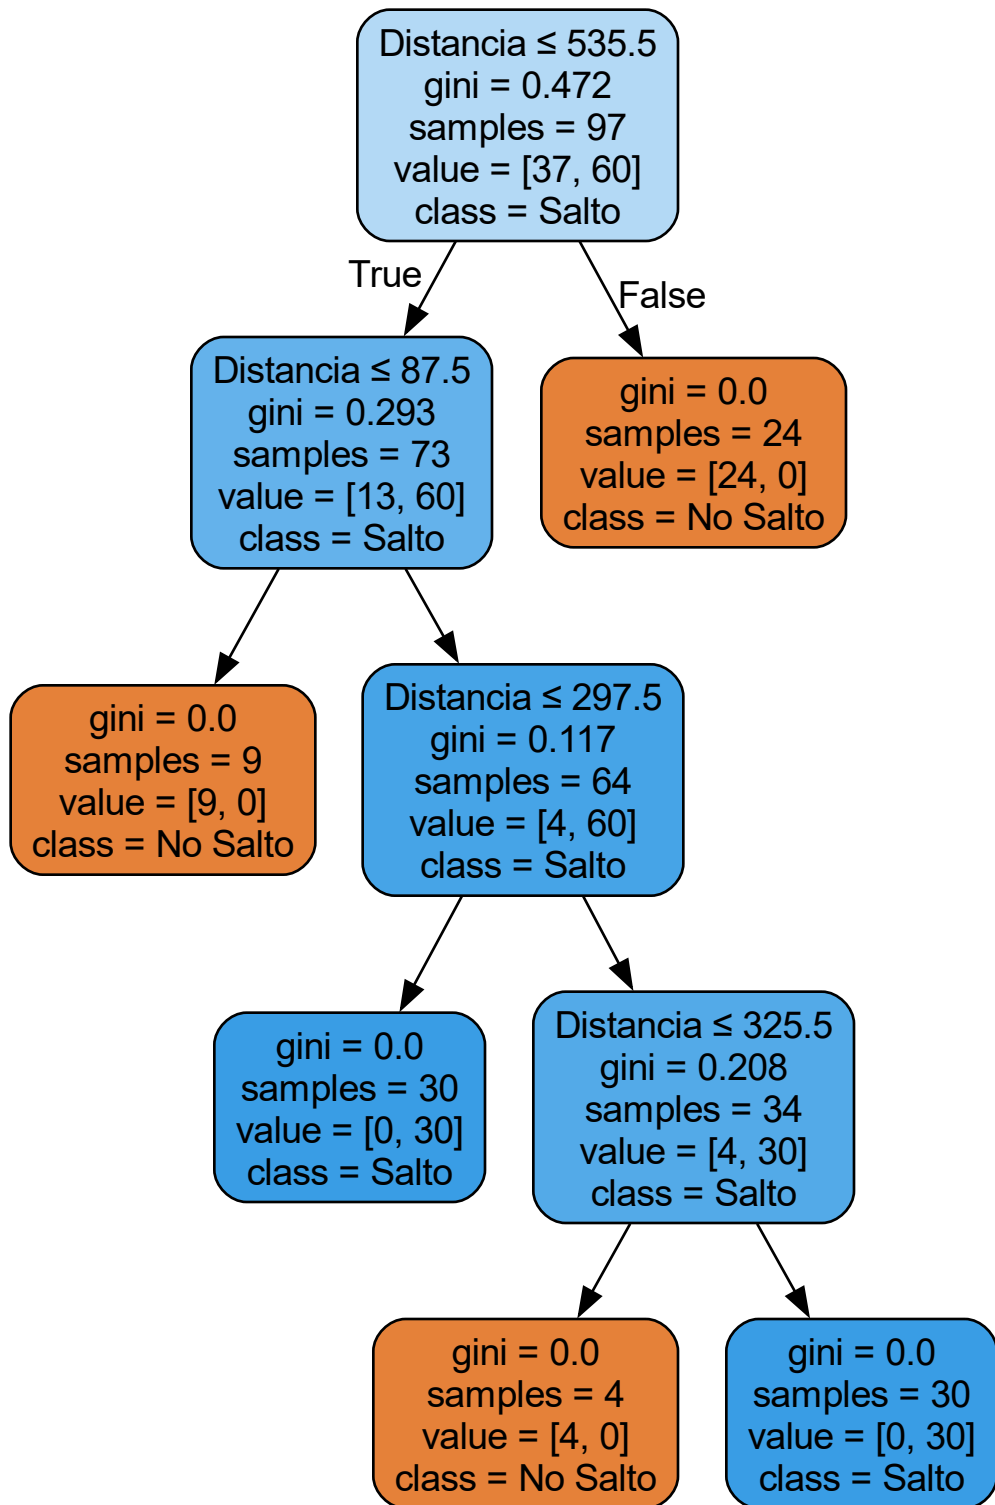 Distancia ≤ 535.5
gini = 0.472
samples = 97
value = [37, 60]
class = Salto
True
False
Distancia ≤ 87.5
gini = 0.293
samples = 73
value = [13, 60]
class = Salto
gini = 0.0
samples = 24
value = [24, 0]
class = No Salto
gini = 0.0
samples = 9
value = [9, 0]
class = No Salto
Distancia ≤ 297.5
gini = 0.117
samples = 64
value = [4, 60]
class = Salto
gini = 0.0
samples = 30
value = [0, 30]
class = Salto
Distancia ≤ 325.5
gini = 0.208
samples = 34
value = [4, 30]
class = Salto
gini = 0.0
samples = 4
value = [4, 0]
class = No Salto
gini = 0.0
samples = 30
value = [0, 30]
class = Salto